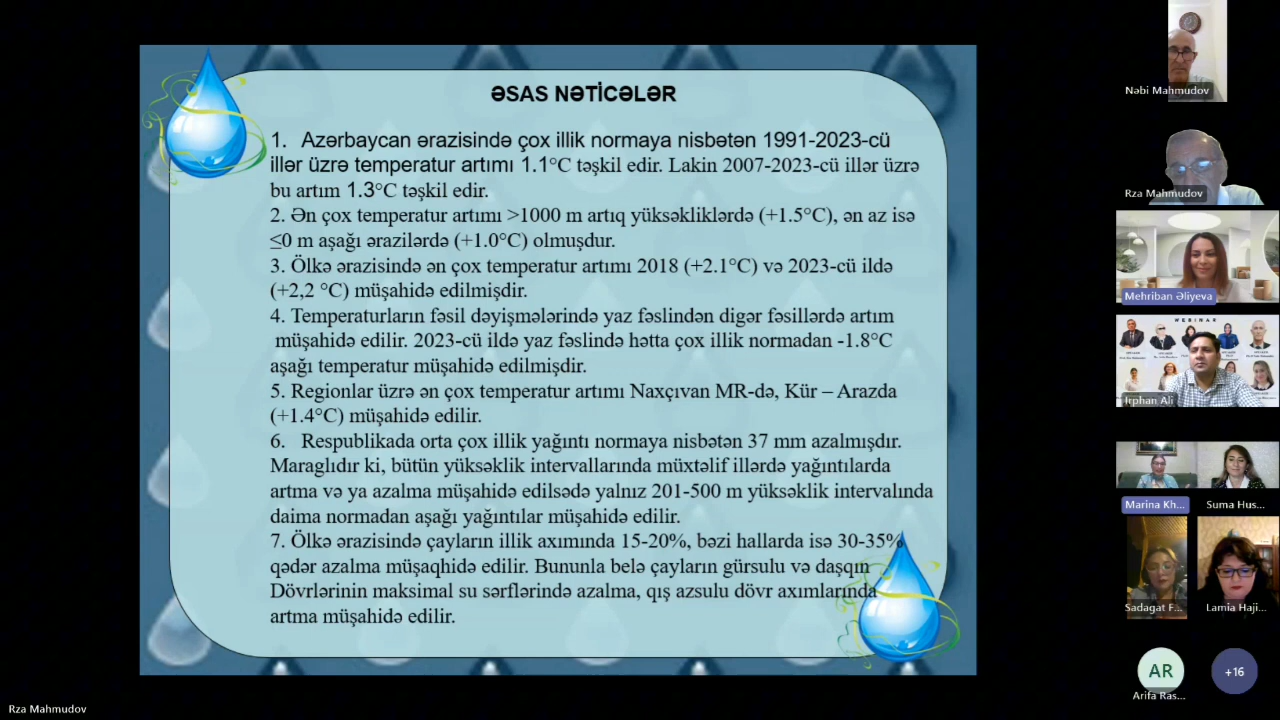 ƏSAS NƏTİCƏLƏR
1. Azərbaycan ərazisində çox illik normaya nisbətən 1991-2023-cü
illər üzrə temperatur artımı 1.1°C təşkil edir. Lakin 2007-2023-cü illər üzrə
bu artım 1.3°C təşkil edir.
2. Ən çox temperatur artımı >1000 m artıq yüksəkliklərdə (+1.5°C), ən az isə
≤0 m aşağı ərazilərdə (+1.0°C) olmuşdur.
3. Ölkə ərazisində ən çox temperatur artımı 2018 (+2.1°C) və 2023-cü ildə
(+2,2 °C) müşahidə edilmişdir.
4. Temperaturların fəsil dəyişmələrində yaz fəslindən digər fəsillərdə artım
müşahidə edilir. 2023-cü ildə yaz fəslində hətta çox illik normadan -1.8°C
aşağı temperatur müşahidə edilmişdir.
5. Regionlar üzrə ən çox temperatur artımı Naxçıvan MR-də, Kür – Arazda
(+1.4°C) müşahidə edilir.
6. Respublikada orta çox illik yağıntı normaya nisbətən 37 mm azalmışdır.
Maraglıdır ki, bütün yüksəklik intervallarında müxtəlif illərdə yağıntılarda
artma və ya azalma müşahidə edilsədə yalnız 201-500 m yüksəklik intervalında
daima normadan aşağı yağıntılar müşahidə edilir.
7. Ölkə ərazisində çayların illik axımında 15-20%, bəzi hallarda isə 30-35%
qədər azalma müşaqhidə edilir. Bununla belə çayların gürsulu və daşqın
Dövrlərinin maksimal su sərflərində azalma, qış azsulu dövr axımlarında
artma müşahidə edilir.
Nəbi Mahmudov
Rza Mahmudov
Mehriban Əliyeva
WEBINAR
Irphan Ali
Marina Kh...
Suma Hus...
Sadagat F...
Lamia Haji...
AR
+16
Arifa Ras...
Rza Mahmudov